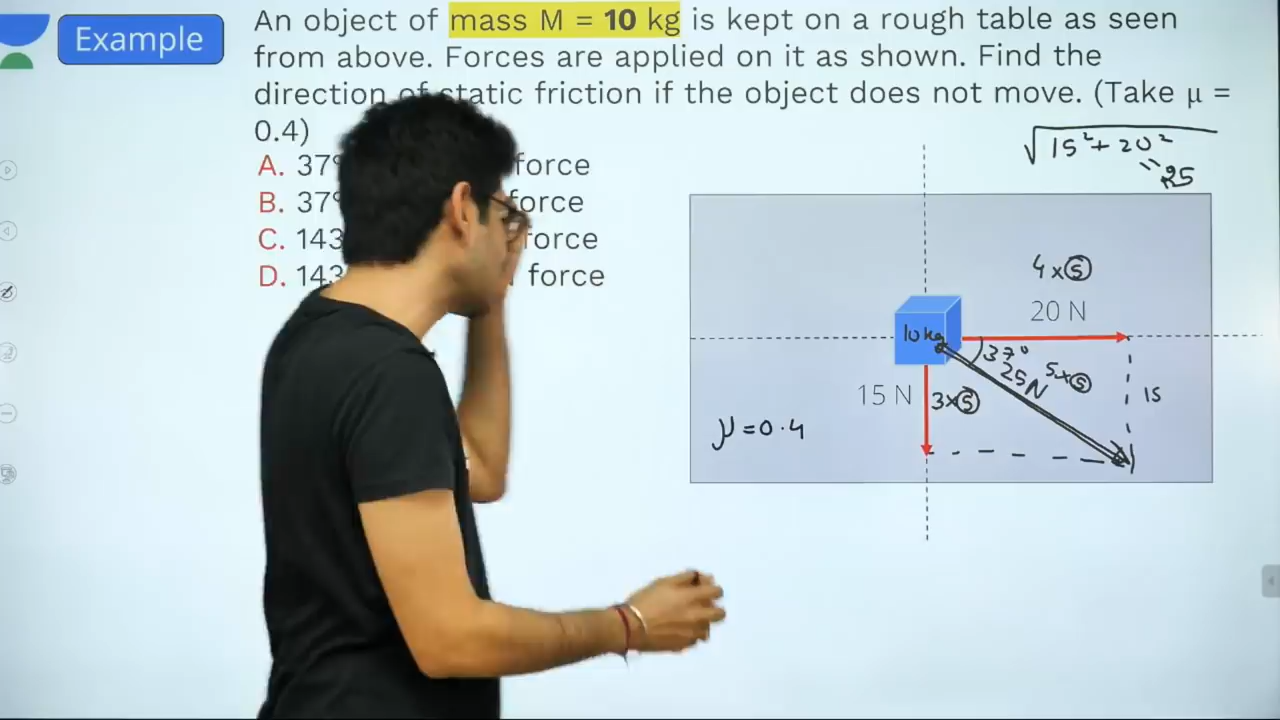 Example
An object of mass M = 10 kg is kept on a rough table as seen
from above. Forces are applied on it as shown. Find the
direction of static friction if the object does not move. (Take μ =
0.4)
A. 37° force
B. 37° force
C. 143 force
D. 143 force
√15²+20²
=25
4×5
20 N
10 kg
37°
25N 5×5
15 N
3×5
15
μ=0.4